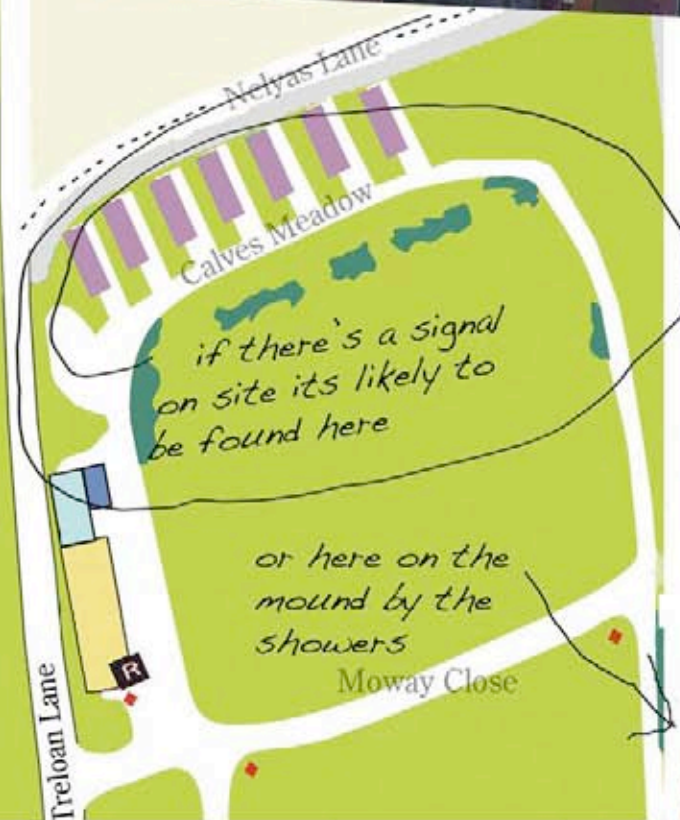 Nelyas Lane
Calves Meadow
if there's a signal
on site its likely to
be found here
or here on the
mound by the
showers
Moway Close
R
Treloan Lane